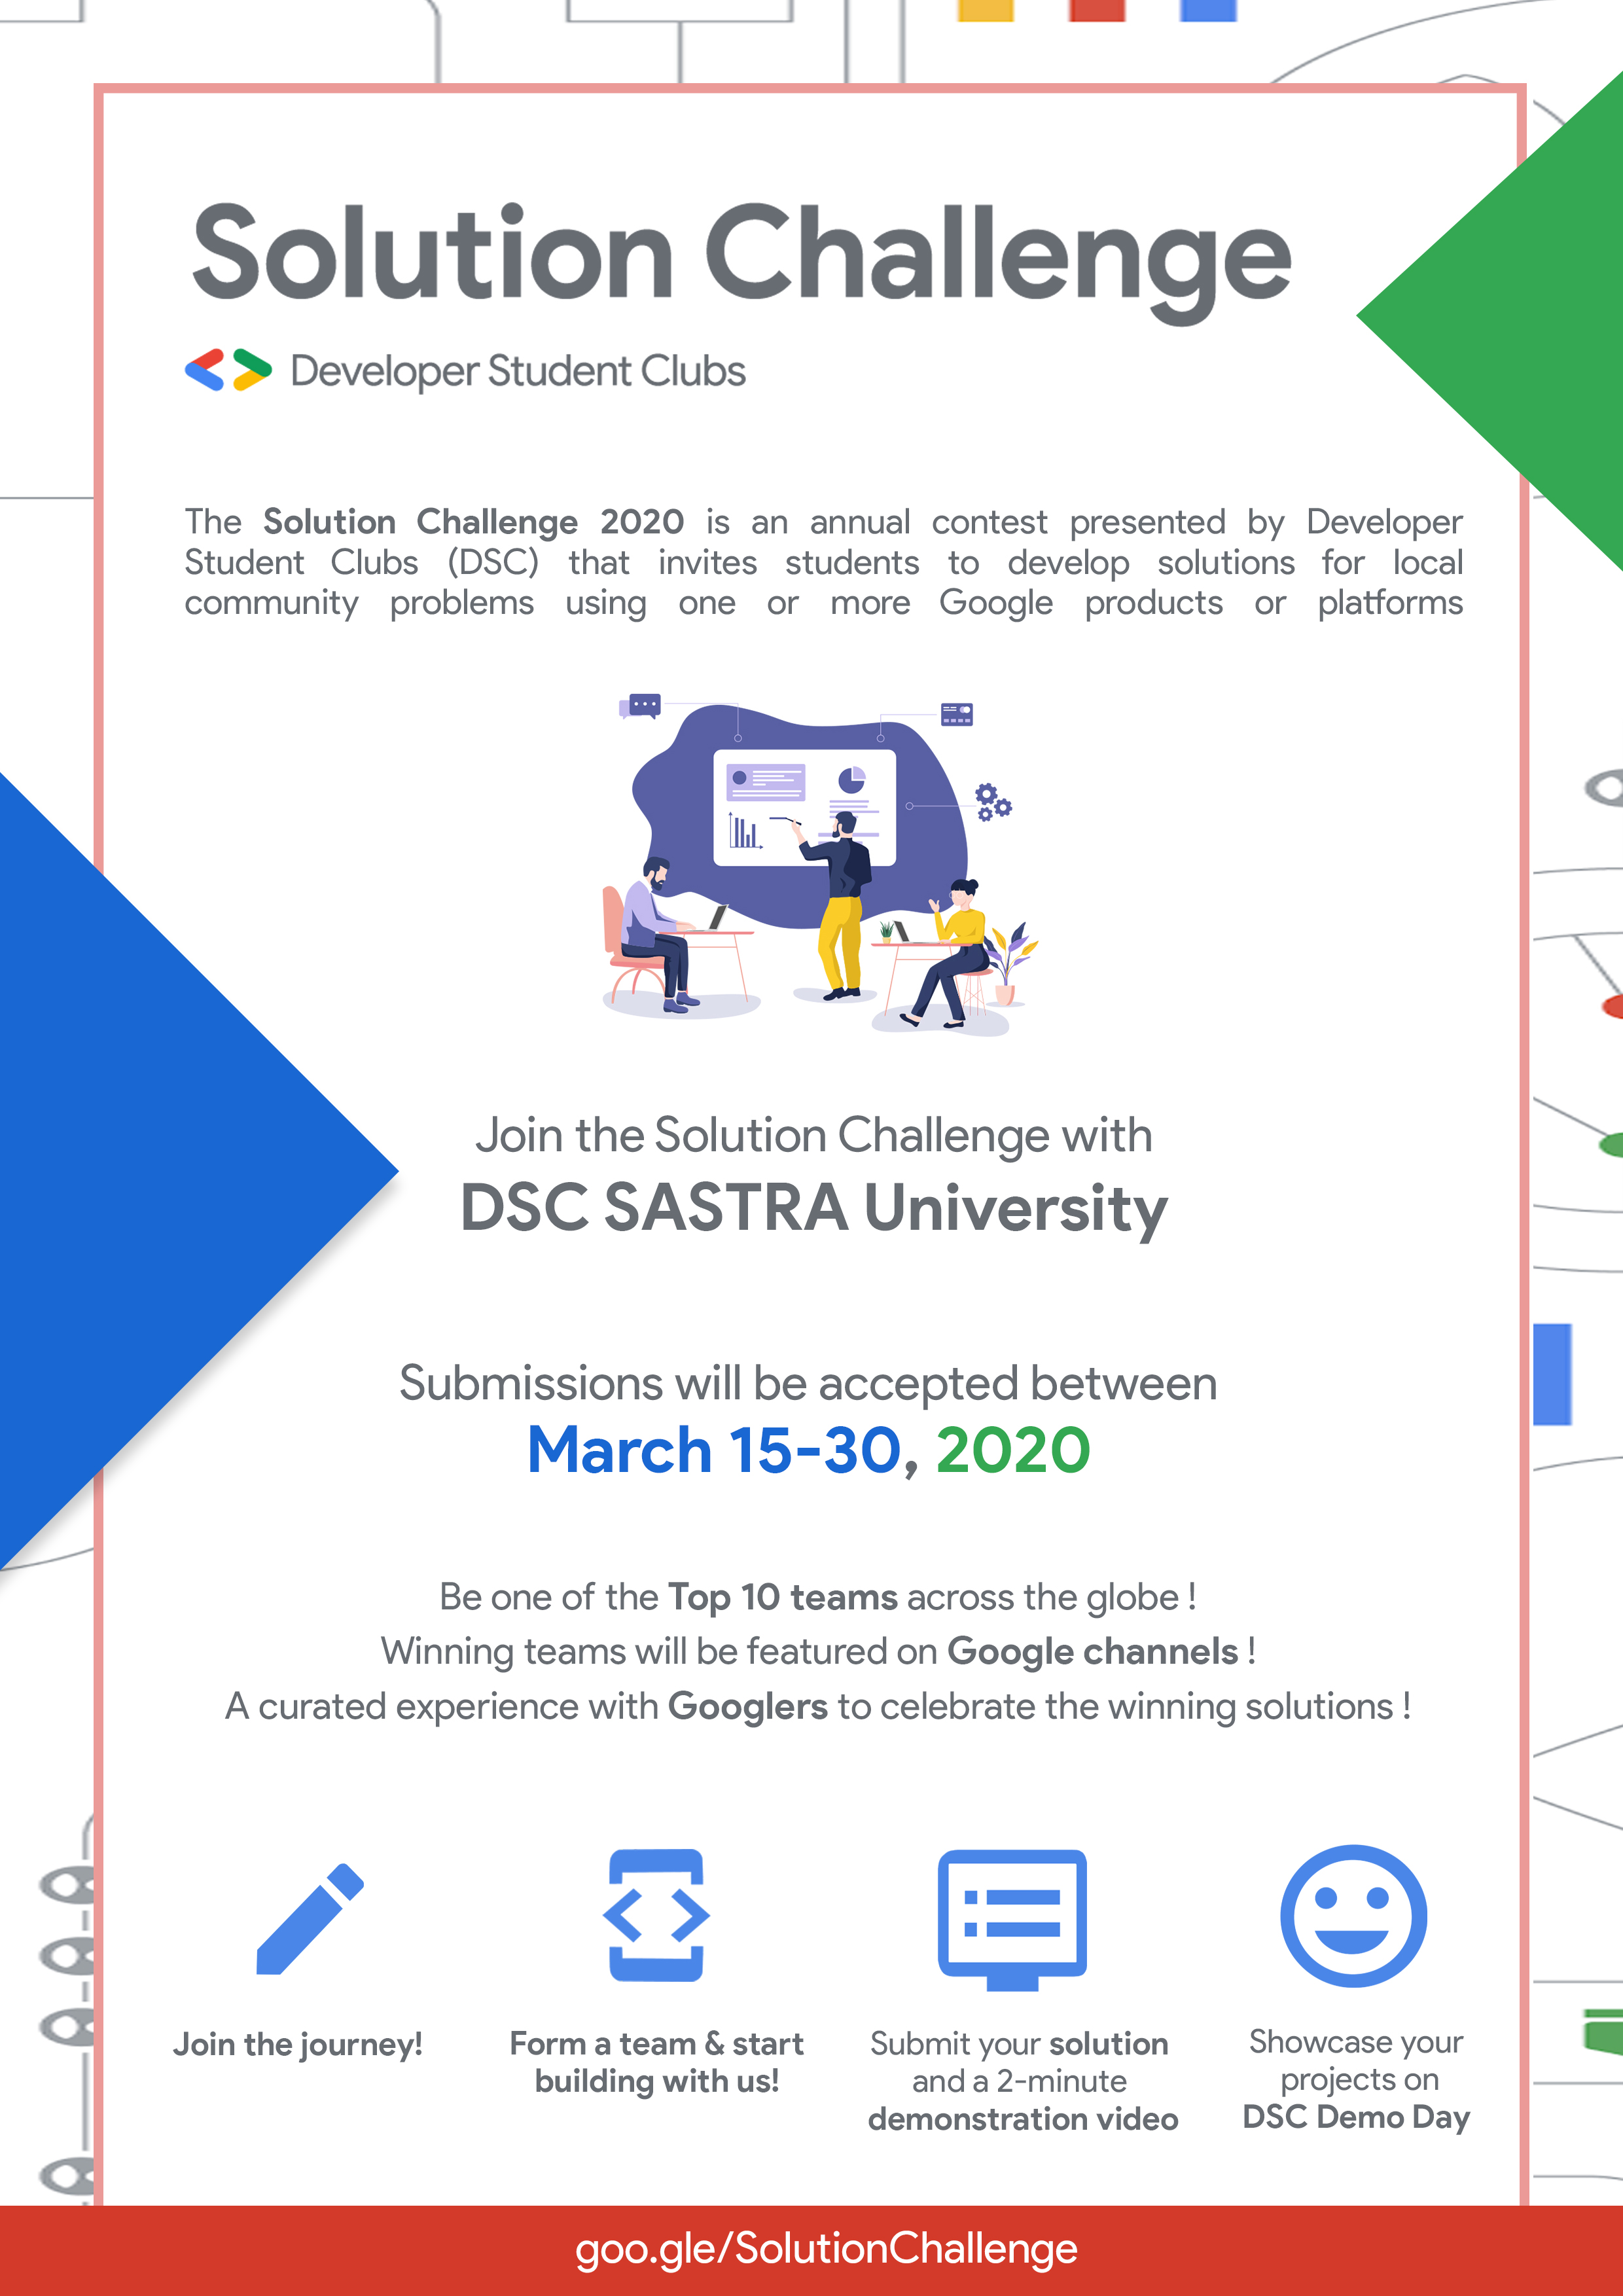 Solution Challenge
Developer Student Clubs
The Solution Challenge 2020 is an annual contest presented by Developer
Student Clubs (DSC) that invites students to develop solutions for local
community problems using one or more Google products or platforms
Join the Solution Challenge with
DSC SASTRA University
Submissions will be accepted between
March 15-30, 2020
Be one of the Top 10 teams across the globe !
Winning teams will be featured on Google channels !
A curated experience with Googlers to celebrate the winning solutions !
Join the journey!
Form a team & start
building with us!
Submit your solution
and a 2-minute
demonstration video
Showcase your
projects on
DSC Demo Day
goo.gle/SolutionChallenge